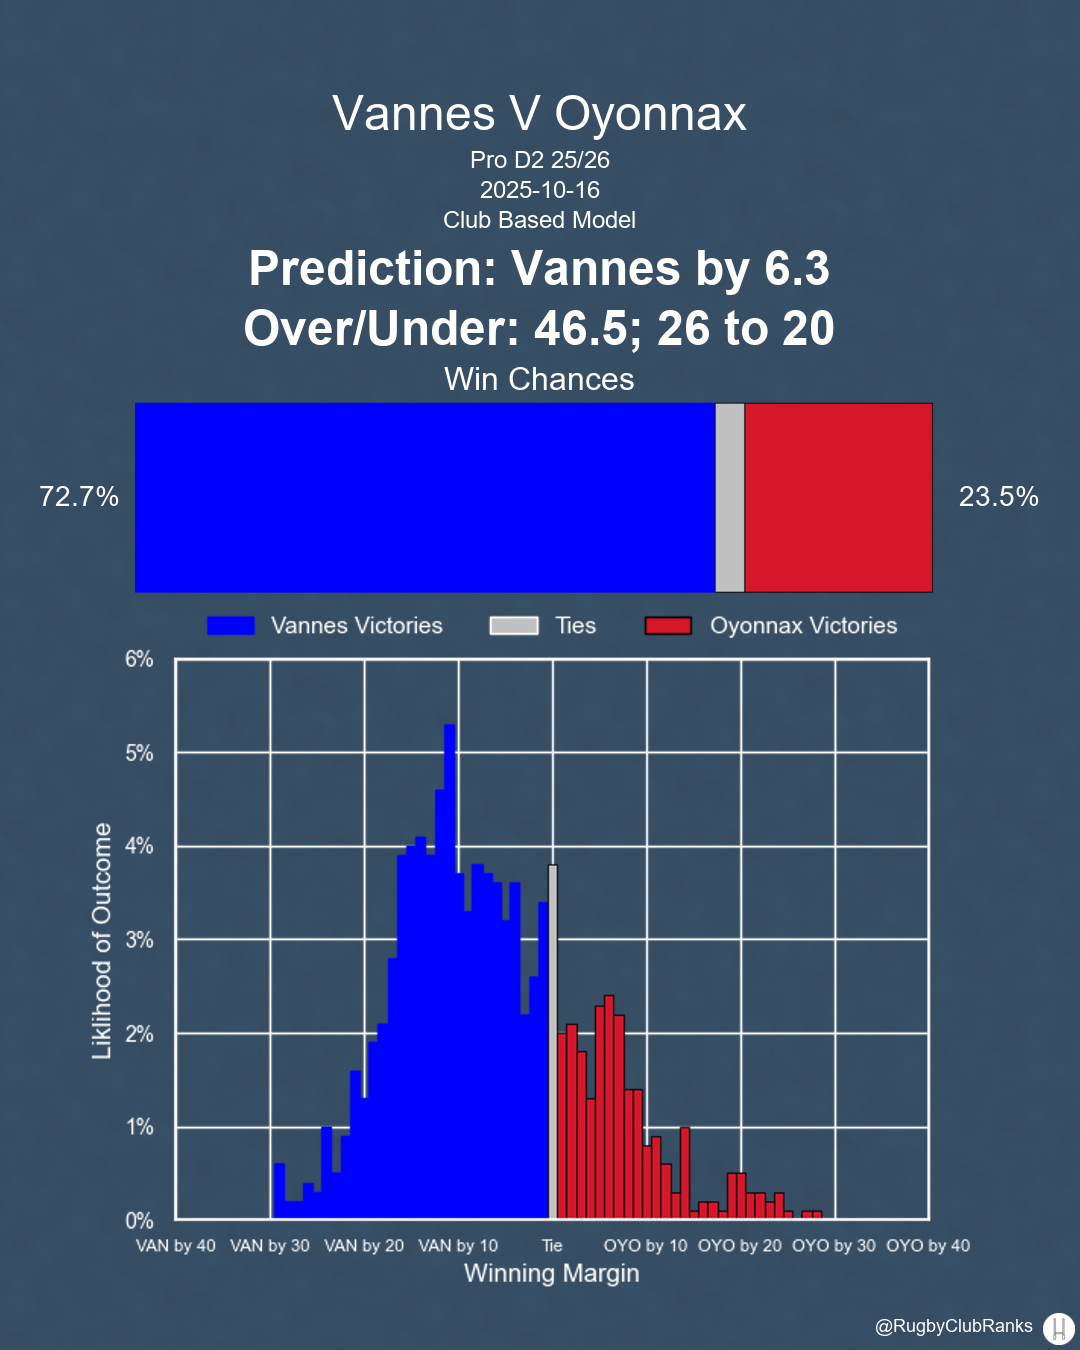 Vannes V Oyonnax
Pro D2 25/26
2025-10-16
Club Based Model
Prediction: Vannes by 6.3
Over/Under: 46.5; 26 to 20
Win Chances
72.7%
23.5%
Vannes Victories
Ties
Oyonnax Victories
6%
5%
4%
3%
2%
1%
0%
Liklihood of Outcome
VAN by 40
VAN by 30
VAN by 20
VAN by 10
Tie
OYO by 10
OYO by 20
OYO by 30
OYO by 40
Winning Margin
@RugbyClubRanks